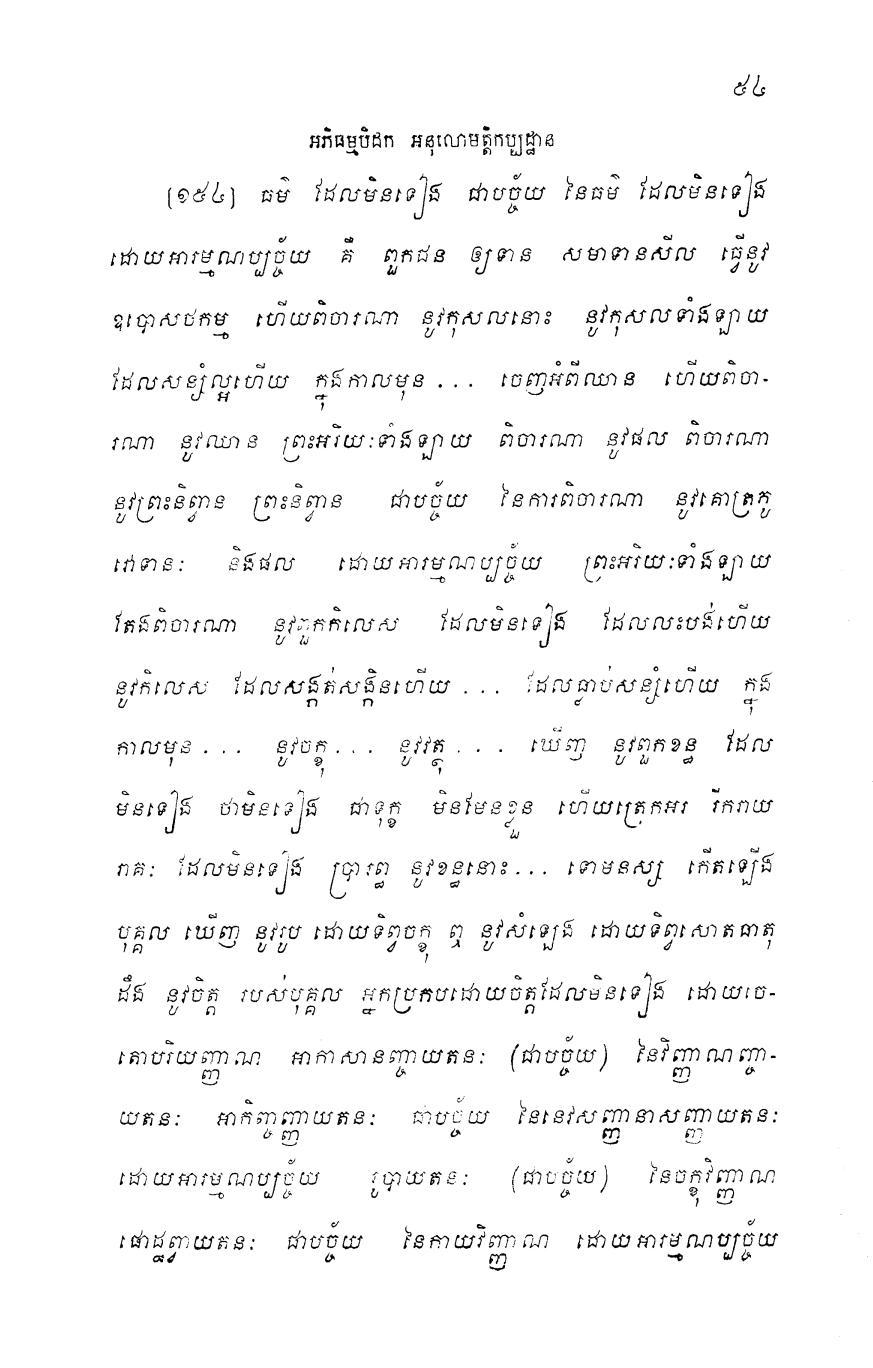 ៥៤
អភិធម្មបិដក អនុលោមត្តិកប្បដ្ឋាន
[១៥៤] ធម៌ ដែលមិនទៀង ជាបច្ច័យ នៃធម៌ ដែលមិនទៀង
ដោយអារម្មណប្បច្ច័យ គឺ ពួកជន ឲ្យទាន សមាទានសីល ធ្វើនូវ
ឧបោសថកម្ម ហើយពិចារណា នូវកុសលនោះ នូវកុសលទាំងឡាយ
ដែលសន្សំល្អហើយ ក្នុងកាលមុន ... ចេញអំពីឈាន ហើយពិចា-
រណា នូវឈាន ព្រះអរិយៈទាំងឡាយ ពិចារណា នូវផល ពិចារណា
នូវព្រះនិព្វាន ព្រះនិព្វាន ជាបច្ច័យ នៃការពិចារណា នូវគោត្រភូ
វោទានៈ និងផល ដោយអារម្មណប្បច្ច័យ ព្រះអរិយៈទាំងឡាយ
តែងពិចារណា នូវពួកកិលេស ដែលមិនទៀង ដែលលះបង់ហើយ
នូវកិលេស ដែលសង្កត់សង្កិនហើយ ... ដែលធ្លាប់សន្សំហើយ ក្នុង
កាលមុន ... នូវចក្ខុ ... នូវវត្ថុ ... ឃើញ នូវពួកខន្ធ ដែល
មិនទៀង ថាមិនទៀង ជាទុក្ខ មិនមែនខ្លួន ហើយត្រេកអរ រីករាយ
រាគៈ ដែលមិនទៀង ប្រារព្ធ នូវខន្ធនោះ ... ទោមនស្ស កើតឡើង
បុគ្គល ឃើញ នូវរូប ដោយទិព្វចក្ខុ ឮ នូវសំឡេង ដោយទិព្វសោតធាតុ
ដឹង នូវចិត្ត របស់បុគ្គល អ្នកប្រកបដោយចិត្តដែលមិនទៀង ដោយចេ-
តោបរិយញ្ញាណ អាកាសានញ្ចាយតនៈ (ជាបច្ច័យ) នៃវិញ្ញាណញ្ចា-
យតនៈ អាកិញ្ចញ្ញាយតនៈ ជាបច្ច័យ នៃនេវសញ្ញានាសញ្ញាយតនៈ
ដោយអារម្មណប្បច្ច័យ រូបាយតនៈ (ជាបច្ច័យ) នៃចក្ខុវិញ្ញាណ
ផោដ្ឋព្វាយតនៈ ជាបច្ច័យ នៃកាយវិញ្ញាណ ដោយអារម្មណប្បច្ច័យ